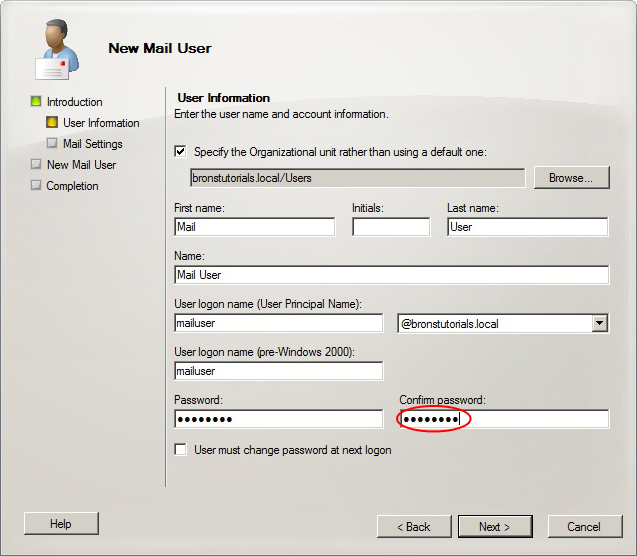 New Mail User
Introduction
User Information
Mail Settings
New Mail User
Completion
User Information
Enter the user name and account information.
Specify the Organizational unit rather than using a default one:
bronstutorials.local/Users
Browse...
First name:
Initials:
Last name:
Mail
User
Name:
Mail User
User logon name (User Principal Name):
mailuser
@bronstutorials.local
User logon name (pre-Windows 2000):
mailuser
Password:
Confirm password:
●●●●●●●●
●●●●●●●●
User must change password at next logon
Help
< Back
Next >
Cancel